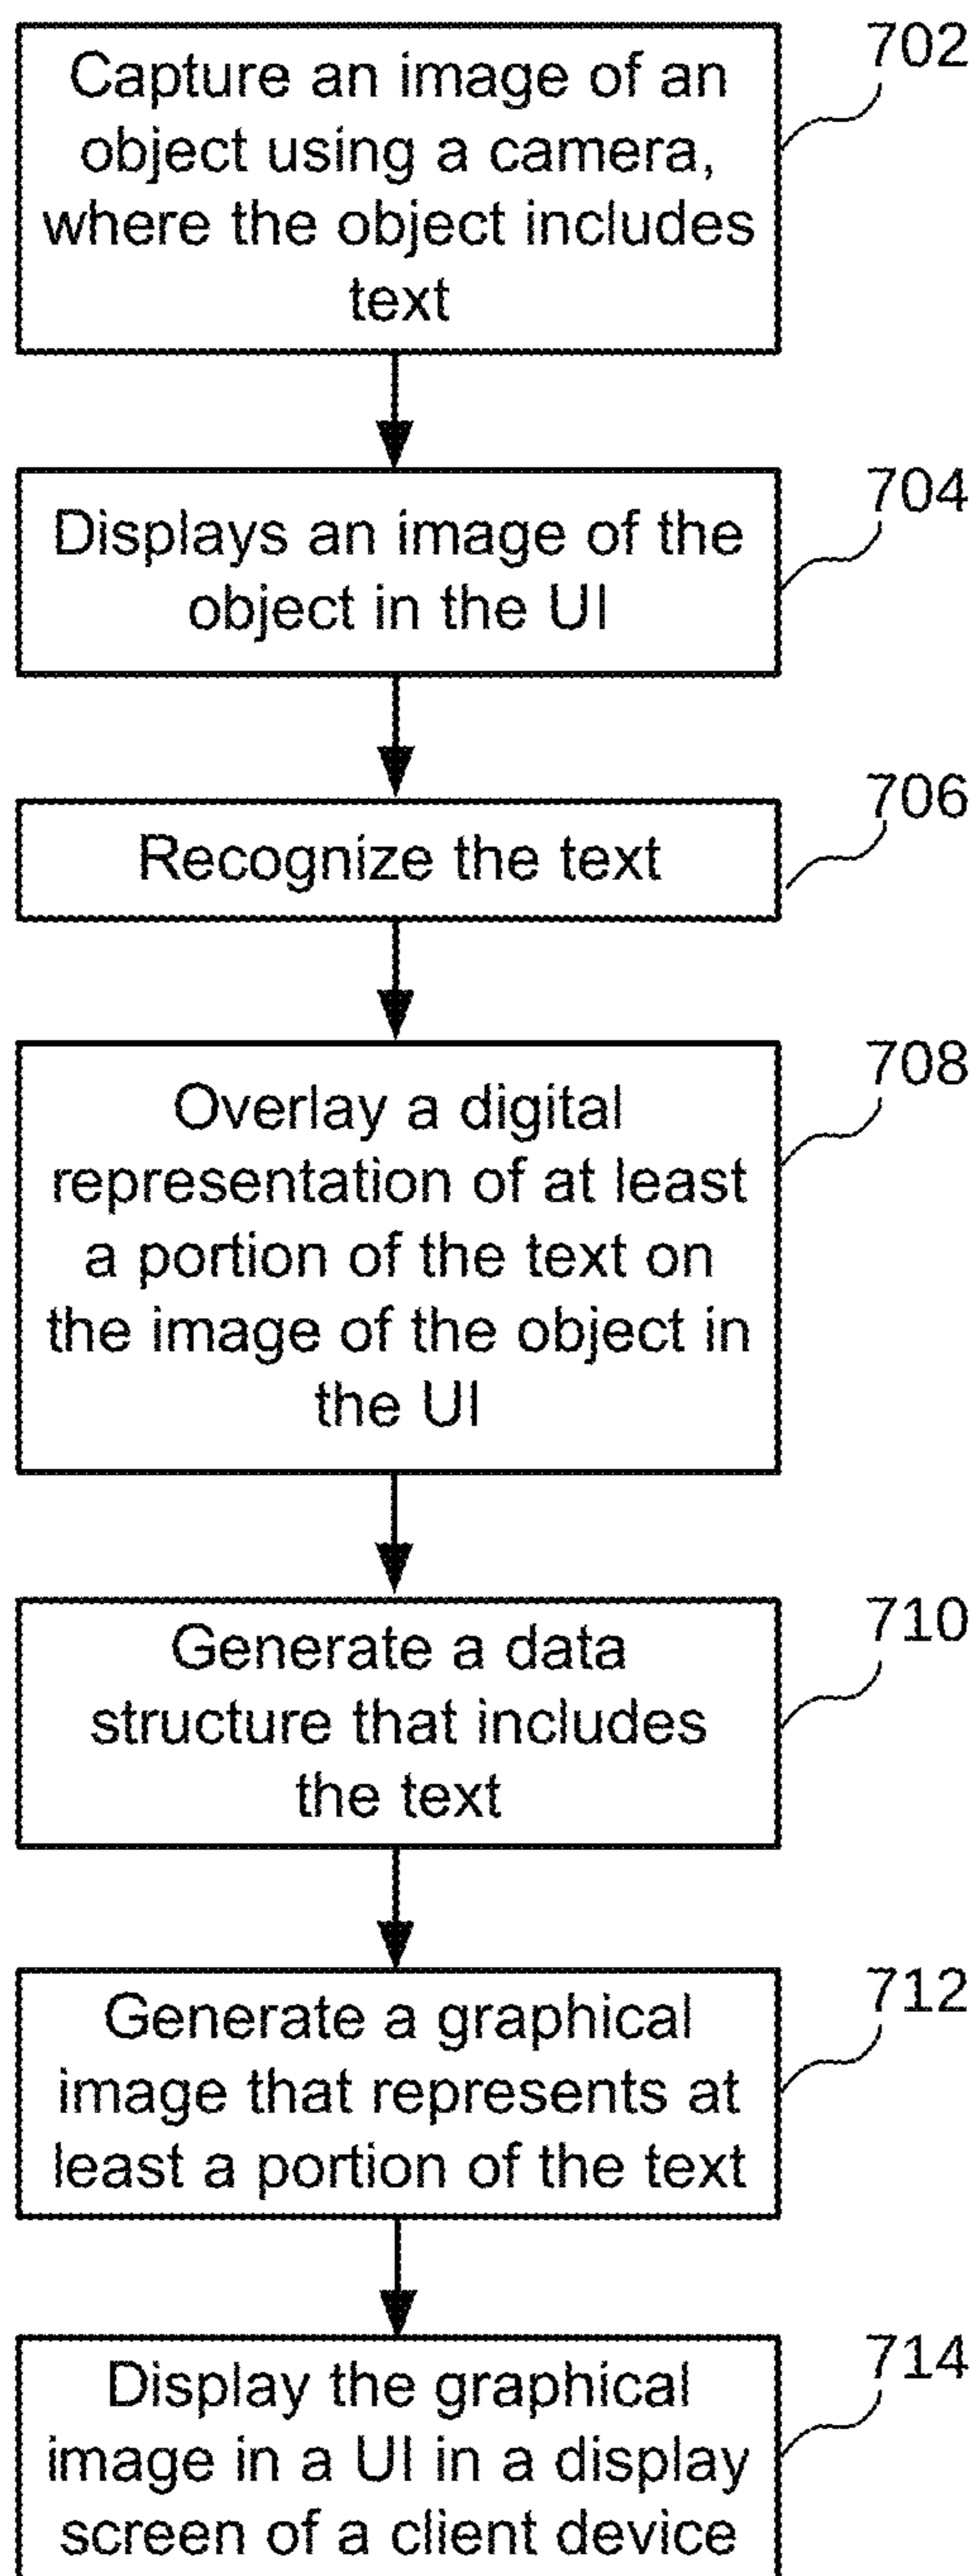 702
Capture an image of an
object using a camera,
where the object includes
text
704
Displays an image of the
object in the UI
706
Recognize the text
708
Overlay a digital
representation of at least
a portion of the text on
the image of the object in
the UI
710
Generate a data
structure that includes
the text
712
Generate a graphical
image that represents at
least a portion of the text
714
Display the graphical
image in a UI in a display
screen of a client device